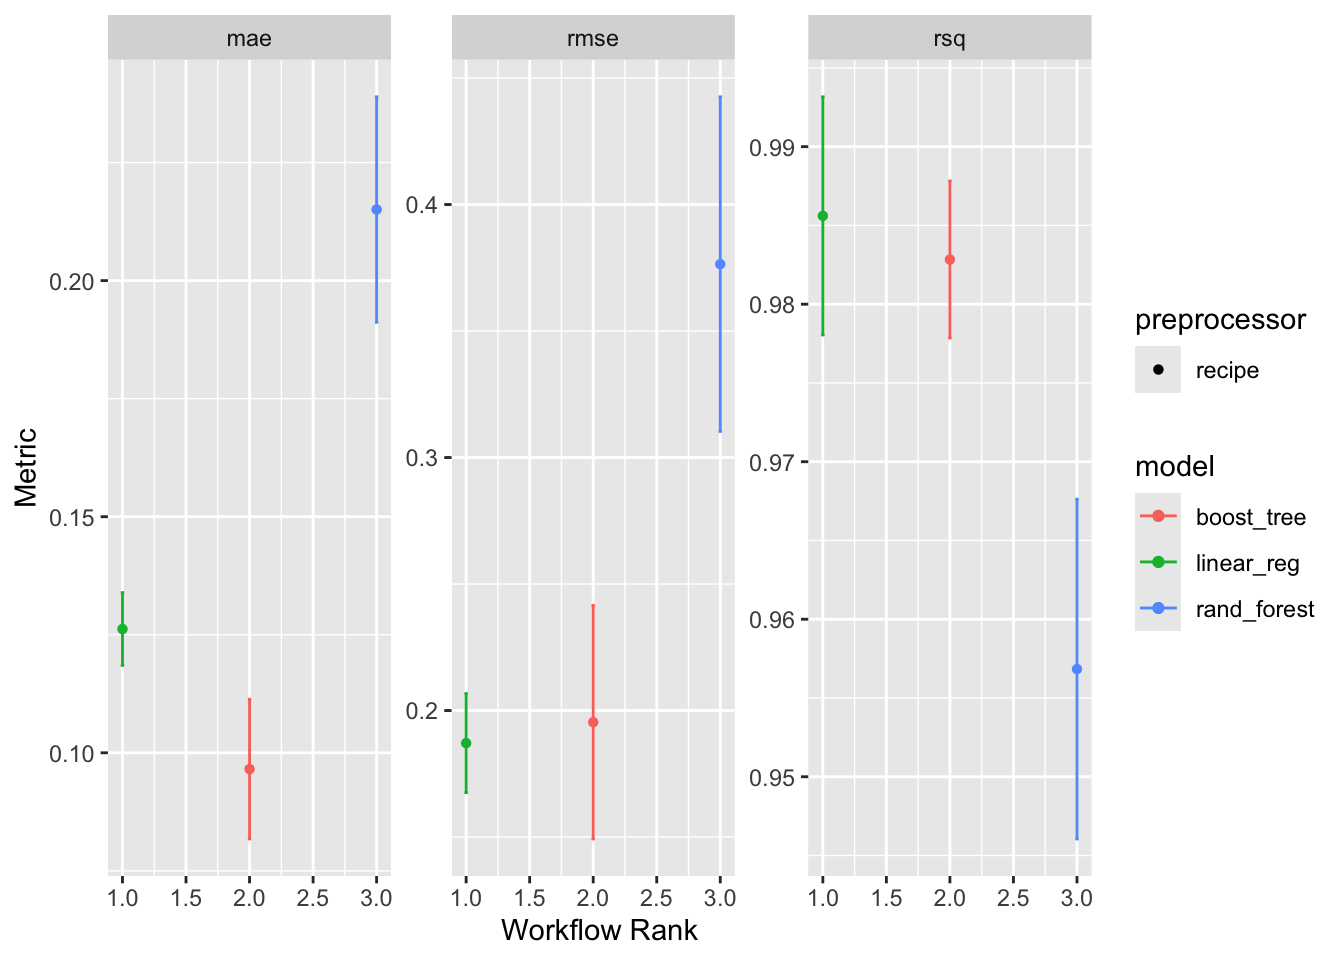 mae
rmse
rsq
Metric
0.20
0.15
0.10
0.4
0.3
0.2
0.99
0.98
0.97
0.96
0.95
1.0 1.5 2.0 2.5 3.0
1.0 1.5 2.0 2.5 3.0
1.0 1.5 2.0 2.5 3.0
Workflow Rank
preprocessor
recipe
model
boost_tree
linear_reg
rand_forest